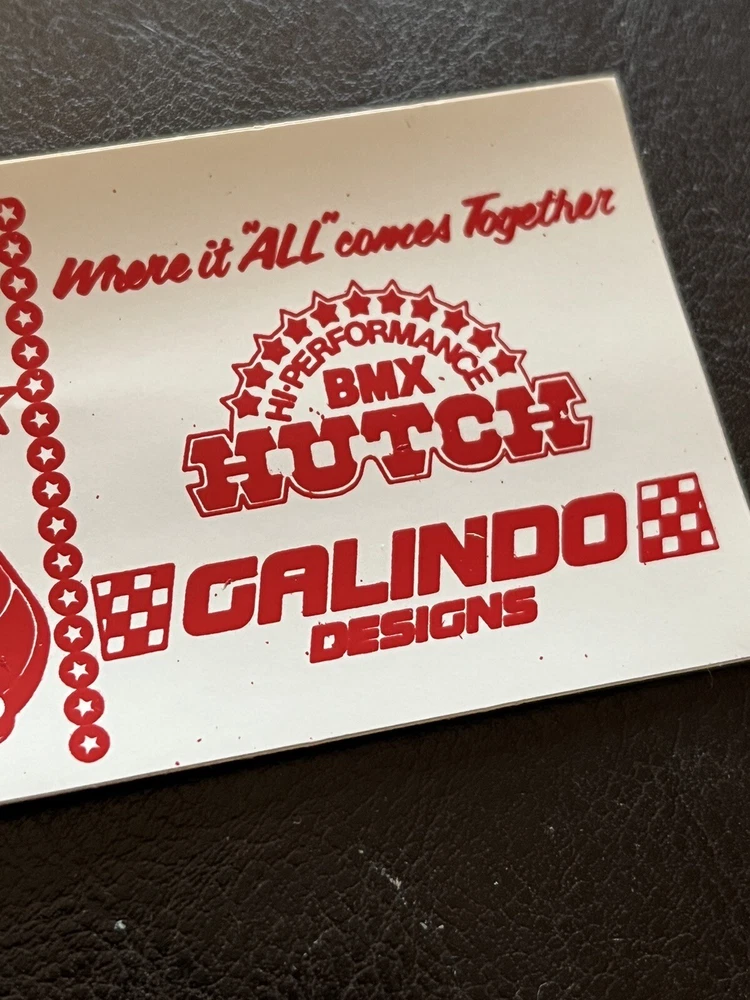 Where it "ALL" comes Together
HI-PERFORMANCE
BMX
HUTCH
GALINDO
DESIGNS